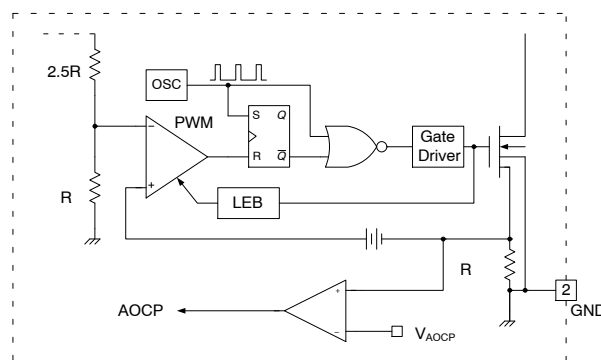 2.5R
OSC
PWM
S Q
R Q̅
−
+
Gate
Driver
R
LEB
R
+
−
AOCP
V_AOCP
2
GND